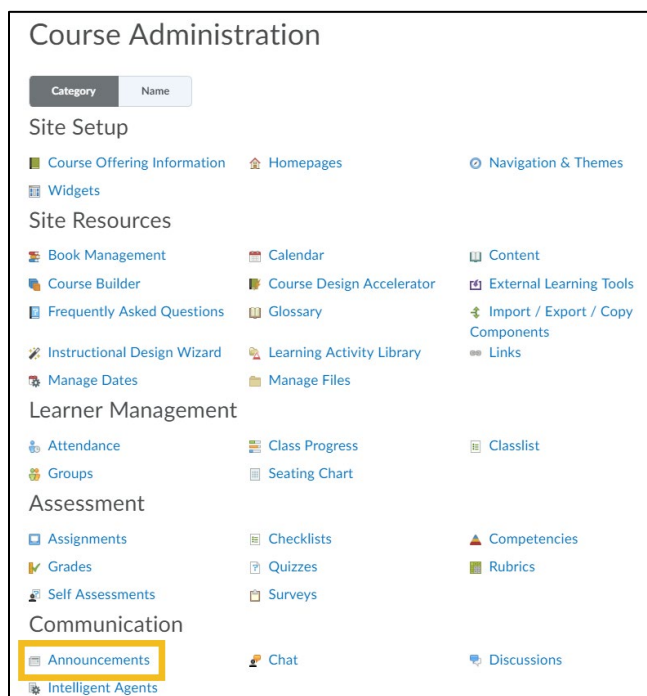 Course Administration
Category Name
Site Setup
Course Offering Information Homepages Navigation & Themes
Widgets
Site Resources
Book Management Calendar Content
Course Builder Course Design Accelerator External Learning Tools
Frequently Asked Questions Glossary Import / Export / Copy
Components
Instructional Design Wizard Learning Activity Library Links
Manage Dates Manage Files
Learner Management
Attendance Class Progress Classlist
Groups Seating Chart
Assessment
Assignments Checklists Competencies
Grades Quizzes Rubrics
Self Assessments Surveys
Communication
Announcements Chat Discussions
Intelligent Agents